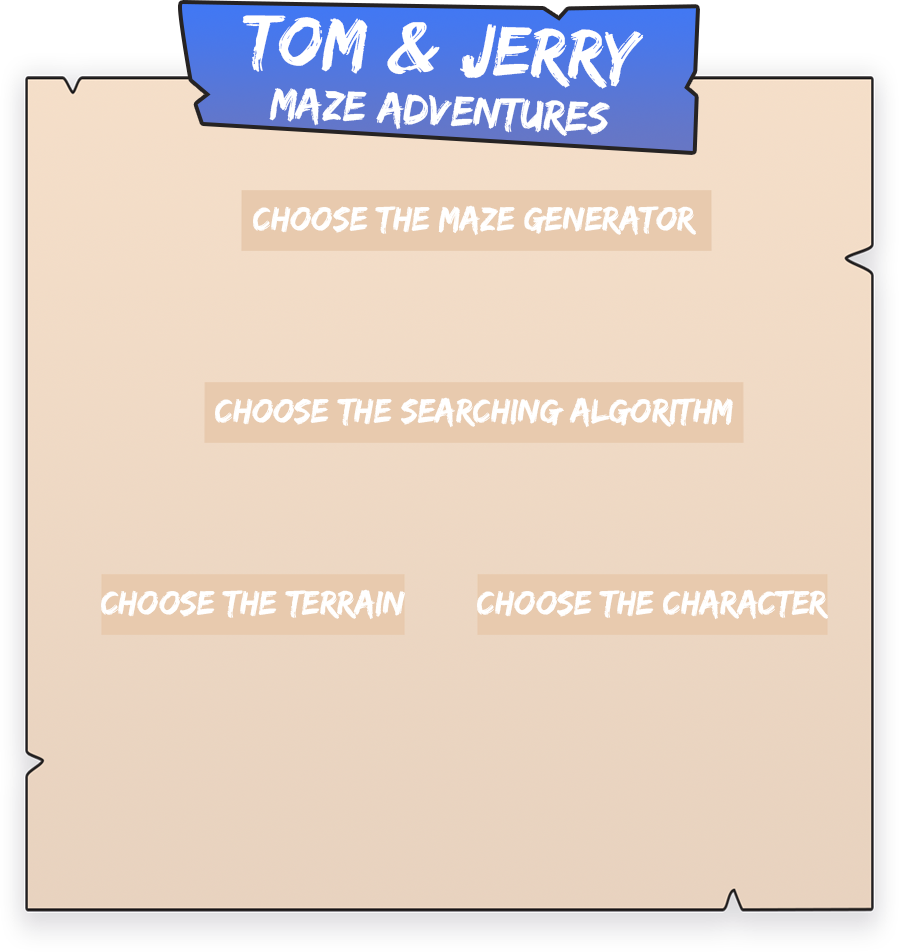 TOM & JERRY
MAZE ADVENTURES
CHOOSE THE MAZE GENERATOR
CHOOSE THE SEARCHING ALGORITHM
CHOOSE THE TERRAIN
CHOOSE THE CHARACTER